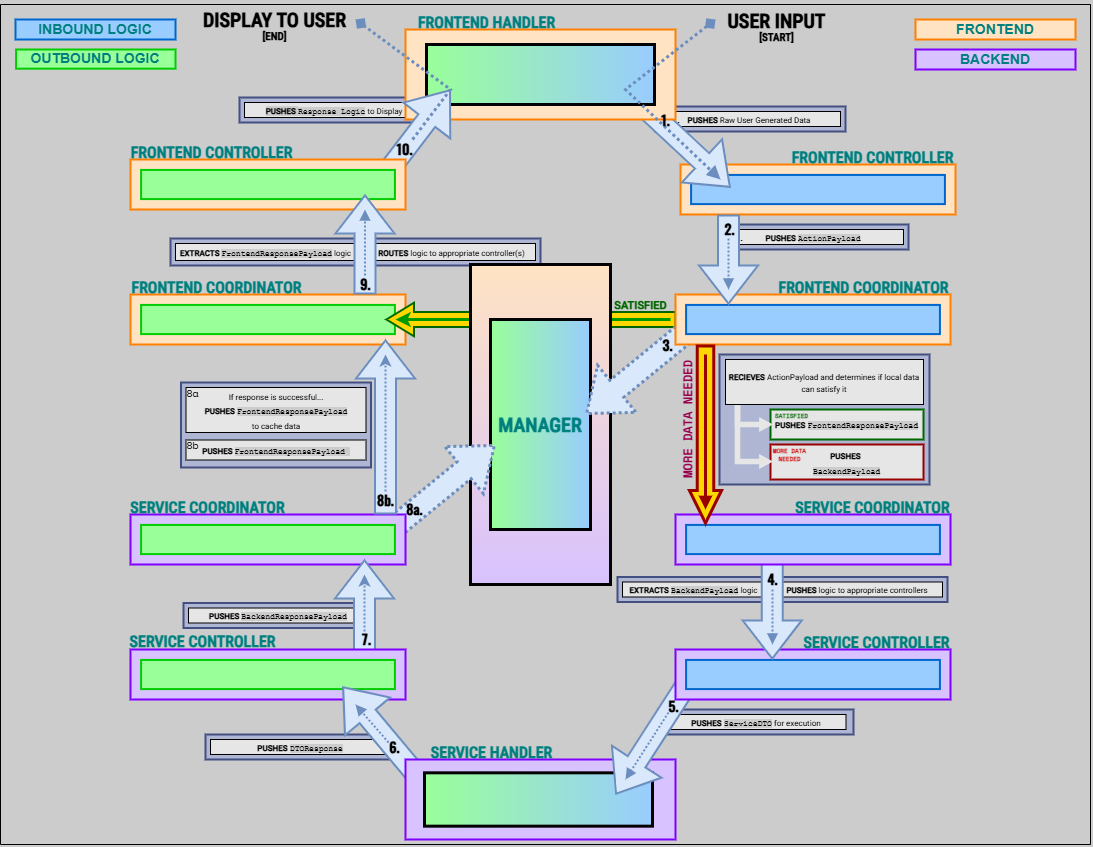 INBOUND LOGIC
OUTBOUND LOGIC
DISPLAY TO USER
[END]
FRONTEND HANDLER
USER INPUT
[START]
FRONTEND
BACKEND
PUSHES Response Logic to Display
10.
1.
PUSHES Raw User Generated Data
FRONTEND CONTROLLER
FRONTEND CONTROLLER
2.
PUSHES ActionPayload
EXTRACTS FrontendResponsePayload logic
ROUTES logic to appropriate controller(s)
9.
FRONTEND COORDINATOR
FRONTEND COORDINATOR
SATISFIED
3.
MORE DATA NEEDED
RECIEVES ActionPayload and determines if local data
can satisfy it
SATISFIED
PUSHES FrontendResponsePayload
MORE DATA
NEEDED
PUSHES
BackendPayload
MANAGER
8a
If response is successful...
PUSHES FrontendResponsePayload
to cache data
8b
PUSHES FrontendResponsePayload
8b.
8a.
SERVICE COORDINATOR
SERVICE COORDINATOR
4.
EXTRACTS BackendPayload logic
PUSHES logic to appropriate controllers
PUSHES BackendResponsePayload
7.
SERVICE CONTROLLER
SERVICE CONTROLLER
5.
PUSHES ServiceDTO for execution
6.
PUSHES DTOResponse
SERVICE HANDLER